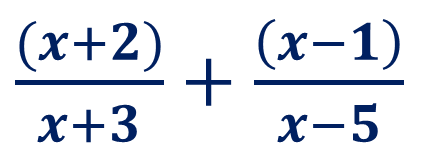 (x+2)/(x+3) + (x−1)/(x−5)